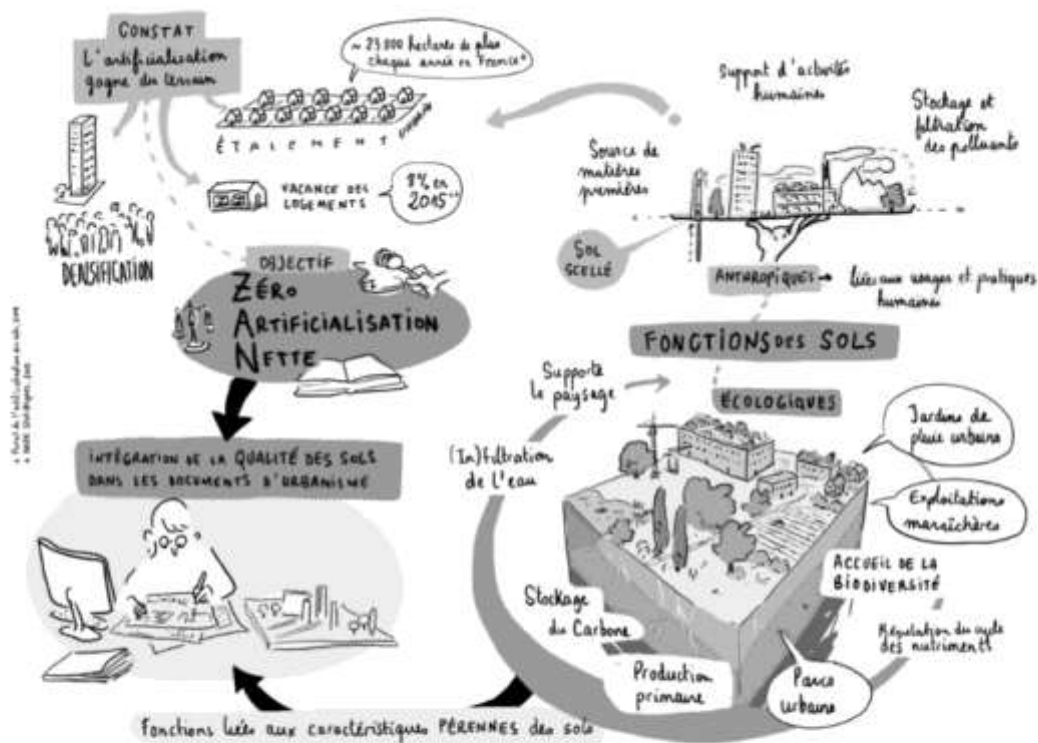 CONSTAT
L'artificialisation
gagne du terrain
~ 23 000 hectares de plus
chaque année en France*
ÉTALEMENT URBAIN
VACANCE DES
LOGEMENTS
8% en
2015**
DENSIFICATION
OBJECTIF
ZÉRO
ARTIFICIALISATION
NETTE
INTÉGRATION DE LA QUALITÉ DES SOLS
DANS LES DOCUMENTS D'URBANISME
Fonctions liées aux caractéristiques PÉRENNES des sols
Support d'activités
humaines
Stockage et
filtration
des polluants
Source de
matières
premières
SOL
SCELLÉ
ANTHROPIQUES
liées aux usages et pratiques
humaines
FONCTIONS DES SOLS
ÉCOLOGIQUES
Supporte
le paysage
(In)filtration
de l'eau
Jardins de
pluie urbains
Exploitations
maraîchères
ACCUEIL DE LA
BIODIVERSITÉ
Régulation du cycle
des nutriments
Stockage
du Carbone
Production
primaire
Parcs
urbains